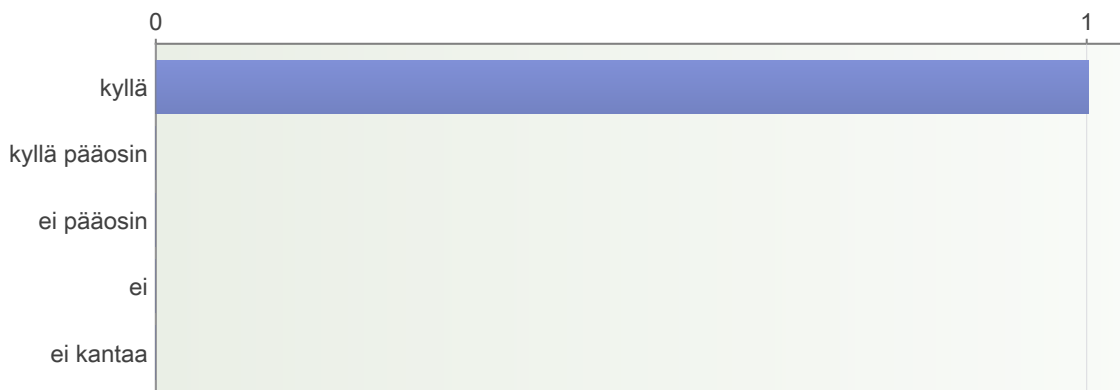 0 1
kyllä
kyllä pääosin
ei pääosin
ei
ei kantaa